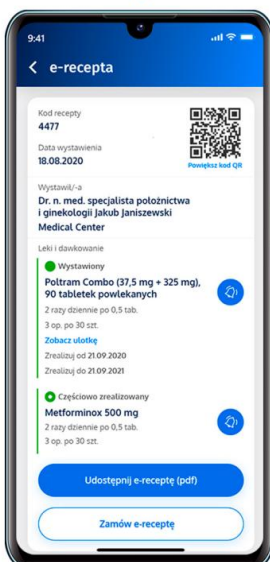 9:41
e-recepta
Kod recepty
4477
Data wystawienia
18.08.2020
Powiększ kod QR
Wystawił/-a
Dr. n. med. specjalista położnictwa
i ginekologii Jakub Janiszewski
Medical Center
Leki i dawkowanie
Wystawiony
Poltram Combo (37,5 mg + 325 mg),
90 tabletek powlekanych
2 razy dziennie po 0,5 tab.
3 op. po 30 szt.
Zobacz ulotkę
Zrealizuj od 21.09.2020
Zrealizuj do 21.09.2021
Częściowo zrealizowany
Metforminox 500 mg
2 razy dziennie po 0,5 tab.
3 op. po 30 szt.
Udostępnij e-receptę (pdf)
Zamów e-receptę